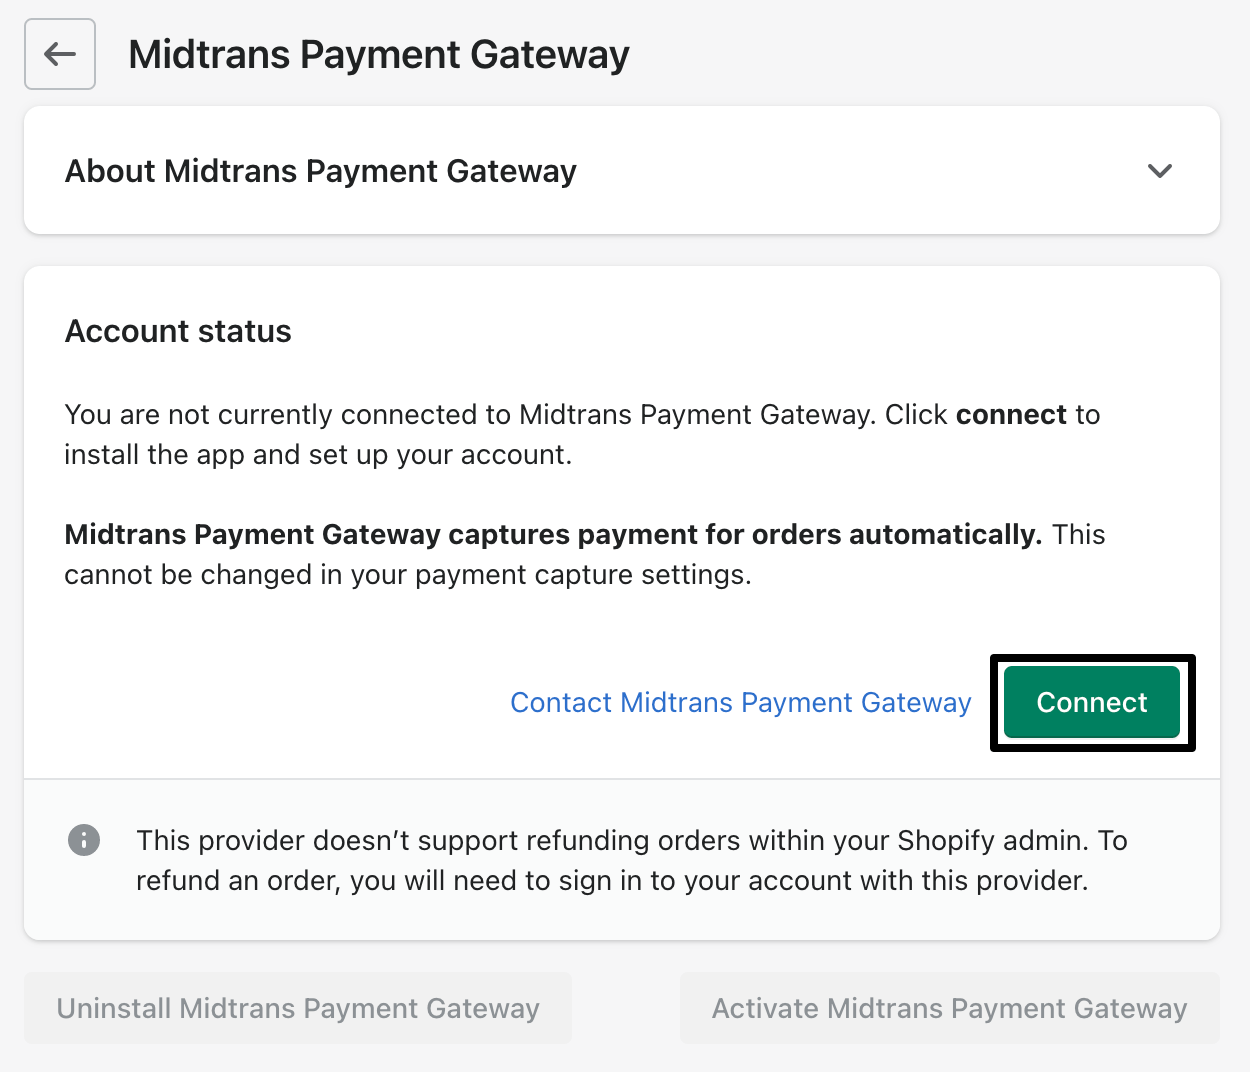 Midtrans Payment Gateway
About Midtrans Payment Gateway
Account status
You are not currently connected to Midtrans Payment Gateway. Click connect to
install the app and set up your account.
Midtrans Payment Gateway captures payment for orders automatically. This
cannot be changed in your payment capture settings.
Contact Midtrans Payment Gateway
Connect
This provider doesn’t support refunding orders within your Shopify admin. To
refund an order, you will need to sign in to your account with this provider.
Uninstall Midtrans Payment Gateway
Activate Midtrans Payment Gateway